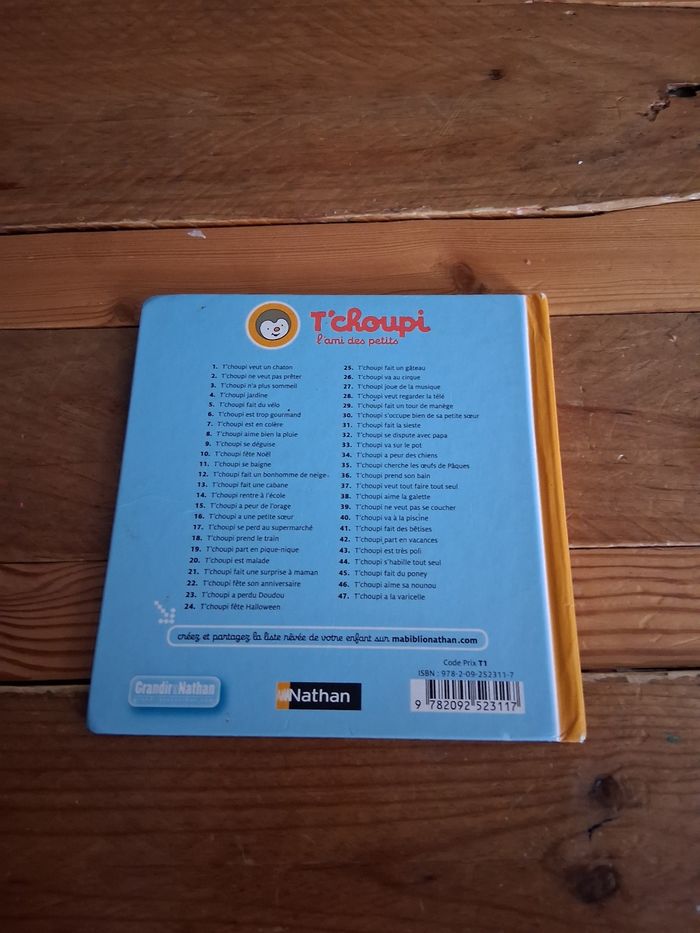 T'choupi
l'ami des petits
1. T'choupi veut un chaton
2. T'choupi ne veut pas prêter
3. T'choupi n'a plus sommeil
4. T'choupi jardine
5. T'choupi fait du vélo
6. T'choupi est trop gourmand
7. T'choupi est en colère
8. T'choupi aime bien la pluie
9. T'choupi se déguise
10. T'choupi fête Noël
11. T'choupi se baigne
12. T'choupi fait un bonhomme de neige
13. T'choupi fait une cabane
14. T'choupi rentre à l'école
15. T'choupi a peur de l'orage
16. T'choupi a une petite sœur
17. T'choupi se perd au supermarché
18. T'choupi prend le train
19. T'choupi part en pique-nique
20. T'choupi est malade
21. T'choupi fait une surprise à maman
22. T'choupi fête son anniversaire
23. T'choupi a perdu Doudou
24. T'choupi fête Halloween
25. T'choupi fait un gâteau
26. T'choupi va au cirque
27. T'choupi joue de la musique
28. T'choupi veut regarder la télé
29. T'choupi fait un tour de manège
30. T'choupi s'occupe bien de sa petite sœur
31. T'choupi fait la sieste
32. T'choupi se dispute avec papa
33. T'choupi va sur le pot
34. T'choupi a peur des chiens
35. T'choupi cherche les œufs de Pâques
36. T'choupi prend son bain
37. T'choupi veut tout faire tout seul
38. T'choupi aime la galette
39. T'choupi ne veut pas se coucher
40. T'choupi va à la piscine
41. T'choupi fait des bêtises
42. T'choupi part en vacances
43. T'choupi est très poli
44. T'choupi s'habille tout seul
45. T'choupi fait du poney
46. T'choupi aime sa nounou
47. T'choupi a la varicelle
créez et partagez la liste rêvée de votre enfant sur mabiblionathan.com
Grandir Nathan
Nathan
Code Prix T1
ISBN : 978-2-09-252311-7
9 782092 523117